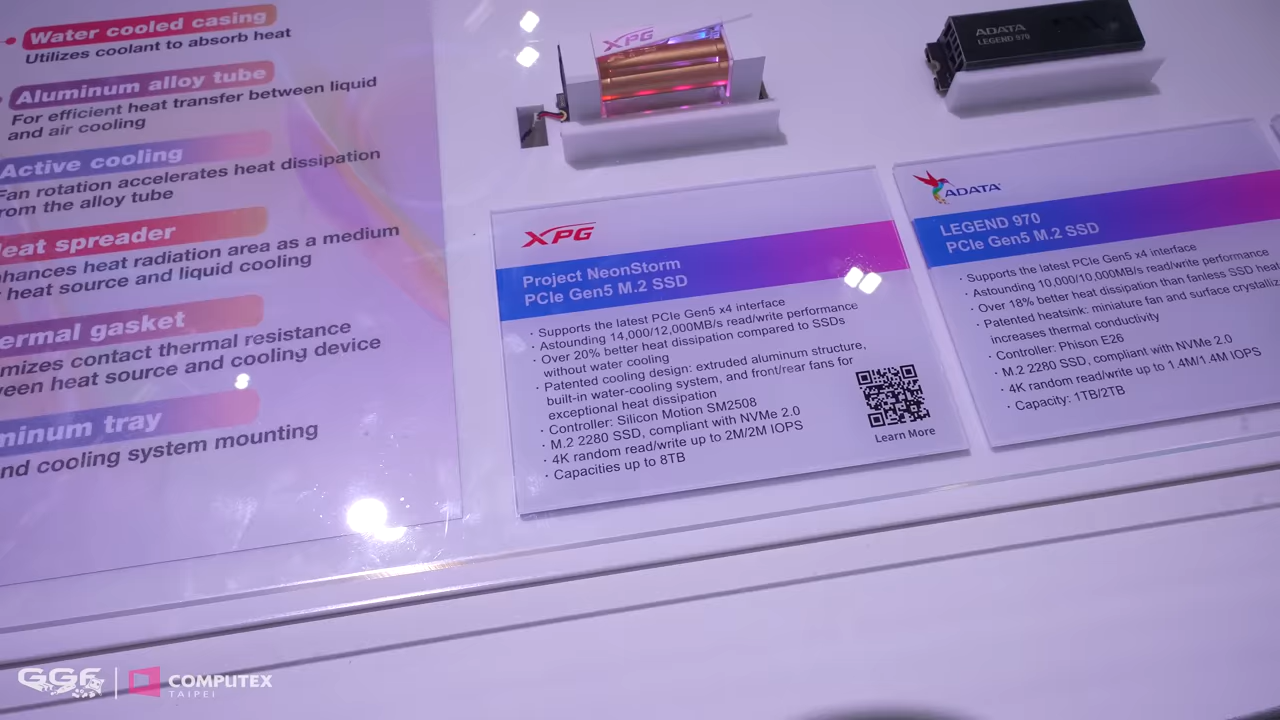 Water cooled casing
Utilizes coolant to absorb heat
Aluminum alloy tube
For efficient heat transfer between liquid
and air cooling
Active cooling
Fan rotation accelerates heat dissipation
rom the alloy tube
eat spreader
nhances heat radiation area as a medium
heat source and liquid cooling
ermal gasket
mizes contact thermal resistance
ween heat source and cooling device
minum tray
nd cooling system mounting
XPG
XPG
Project NeonStorm
PCIe Gen5 M.2 SSD
· Supports the latest PCIe Gen5 x4 interface
· Astounding 14,000/12,000MB/s read/write performance
· Over 20% better heat dissipation compared to SSDs
without water cooling
· Patented cooling design: extruded aluminum structure,
built-in water-cooling system, and front/rear fans for
exceptional heat dissipation
· Controller: Silicon Motion SM2508
· M.2 2280 SSD, compliant with NVMe 2.0
· 4K random read/write up to 2M/2M IOPS
· Capacities up to 8TB
Learn More
ADATA
LEGEND 970
ADATA
LEGEND 970
PCIe Gen5 M.2 SSD
· Supports the latest PCIe Gen5 x4 interface
· Astounding 10,000/10,000MB/s read/write performance
· Over 18% better heat dissipation than fanless SSD heat
· Patented heatsink: miniature fan and surface crystalliz
increases thermal conductivity
· Controller: Phison E26
· M.2 2280 SSD, compliant with NVMe 2.0
· 4K random read/write up to 1.4M/1.4M IOPS
· Capacity: 1TB/2TB
GGF
COMPUTEX
TAIPEI